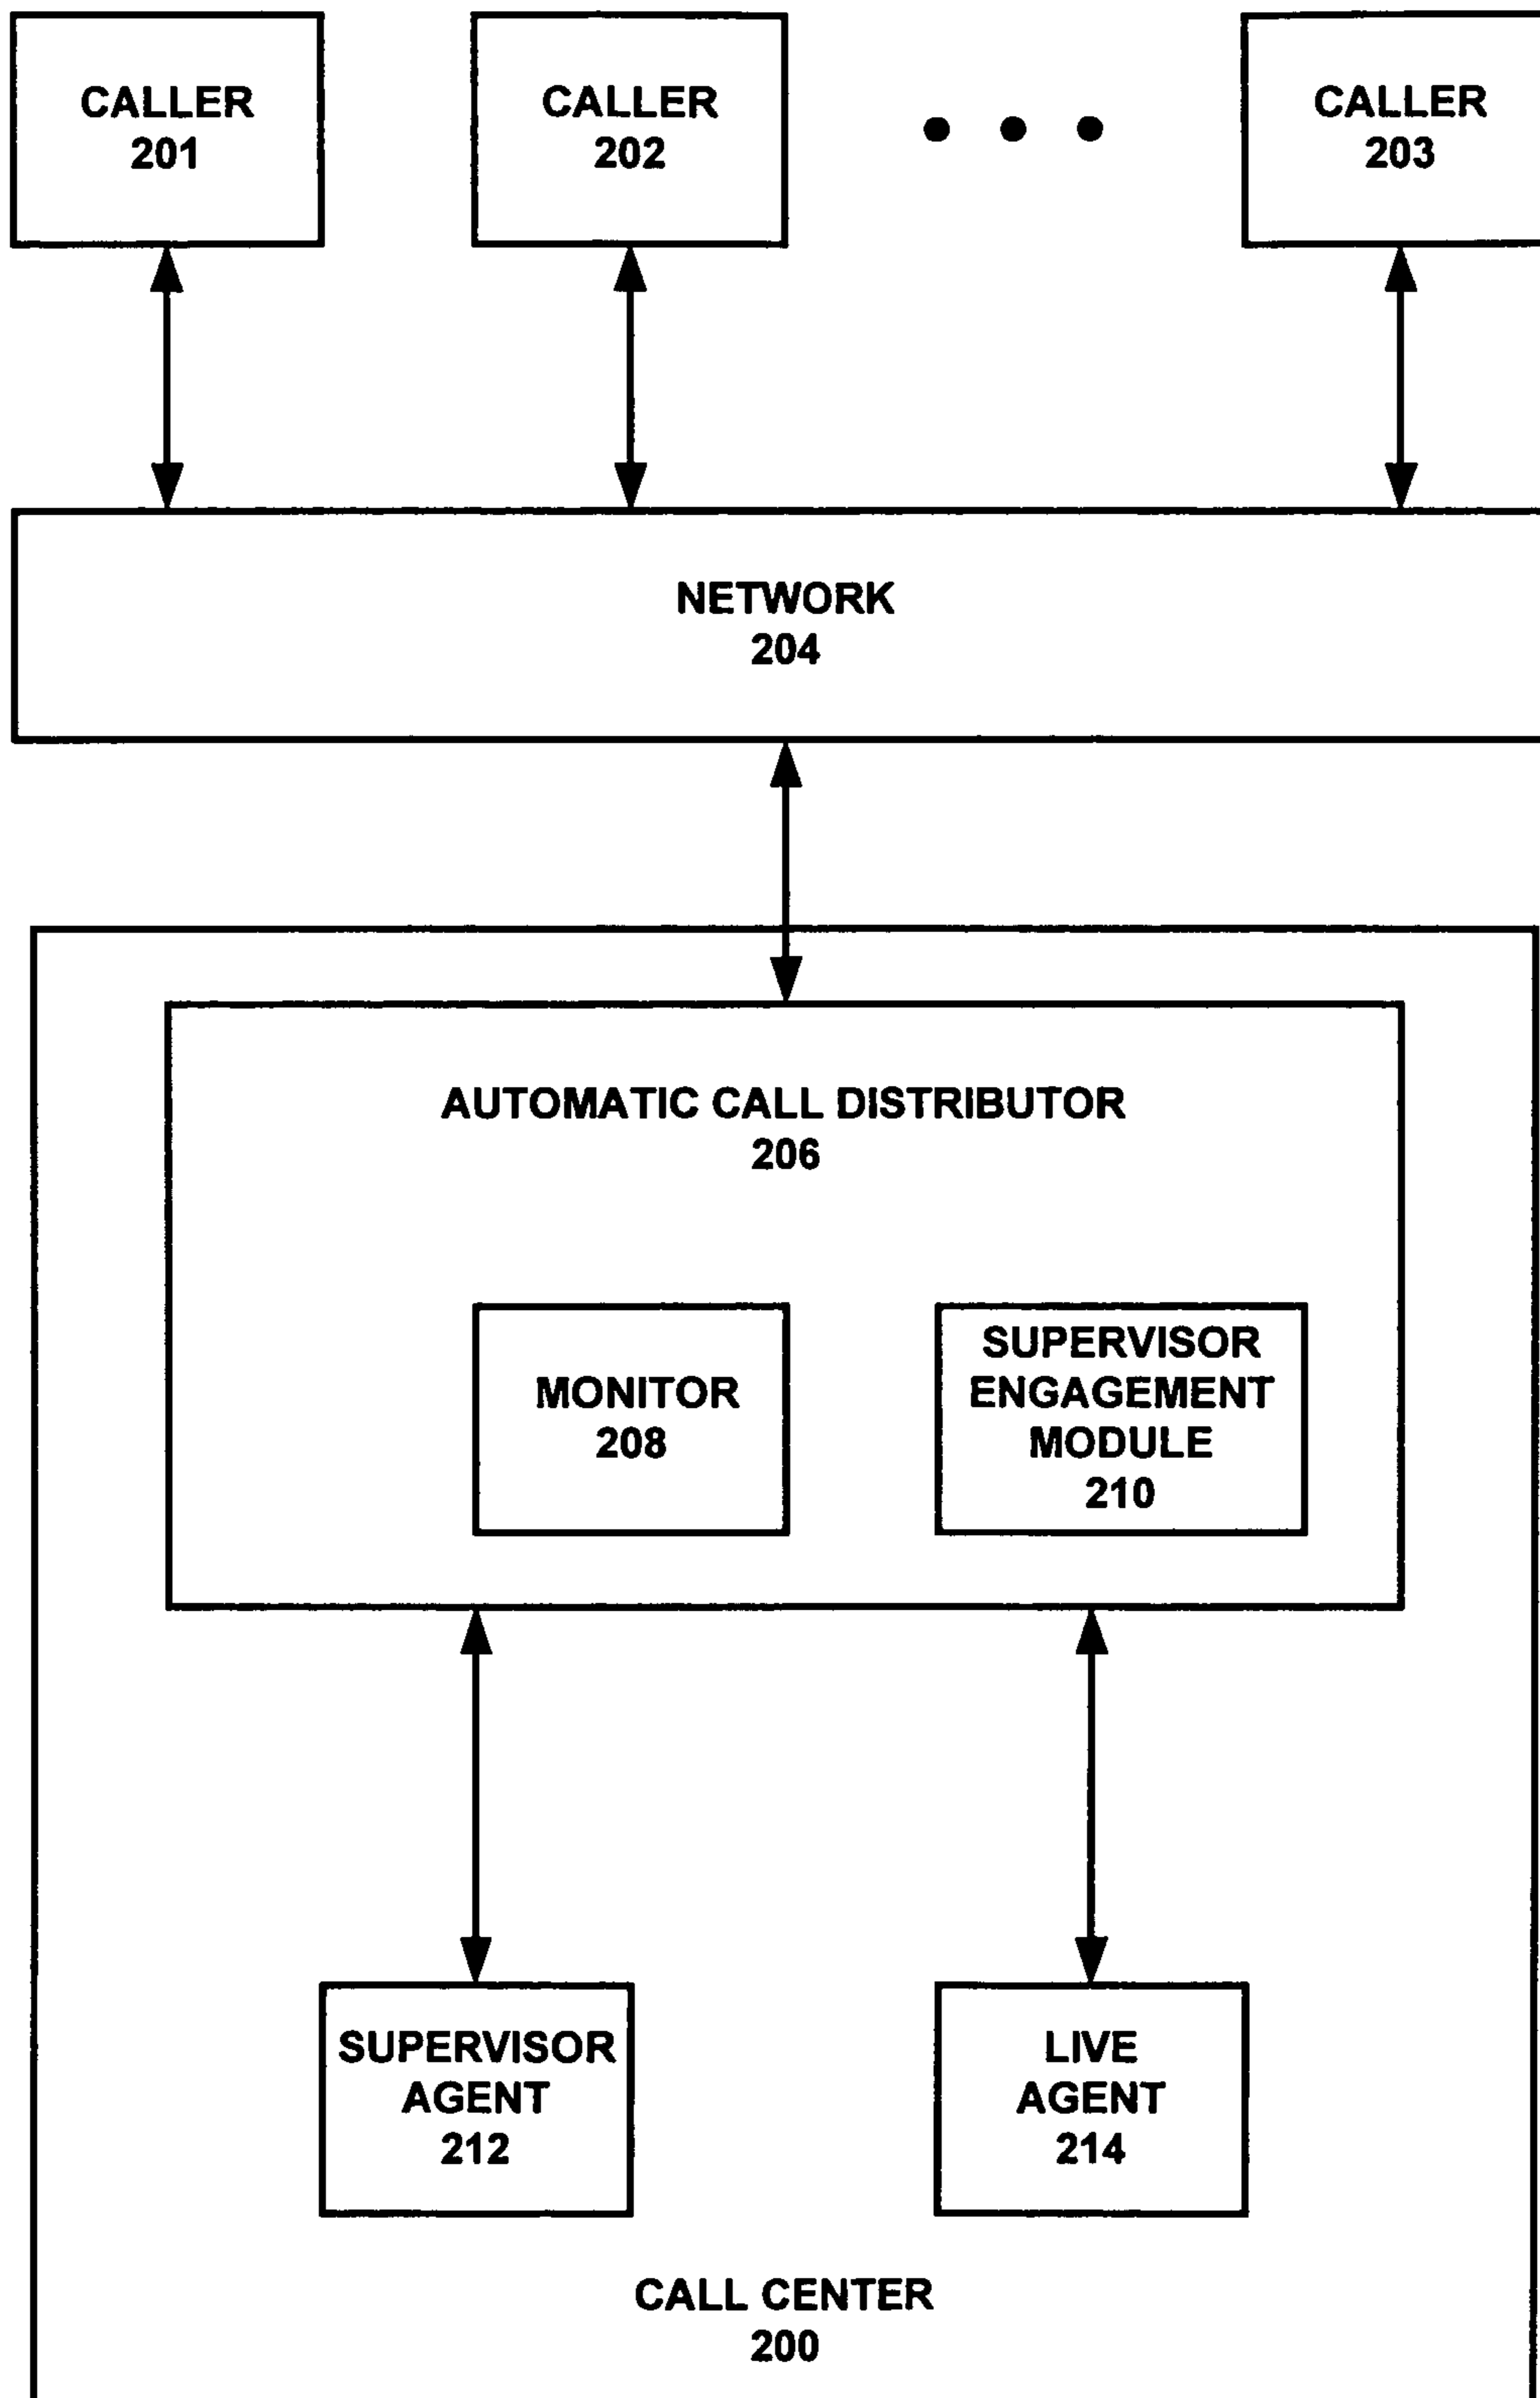 CALLER
201
CALLER
202
CALLER
203
NETWORK
204
AUTOMATIC CALL DISTRIBUTOR
206
MONITOR
208
SUPERVISOR
ENGAGEMENT
MODULE
210
SUPERVISOR
AGENT
212
LIVE
AGENT
214
CALL CENTER
200